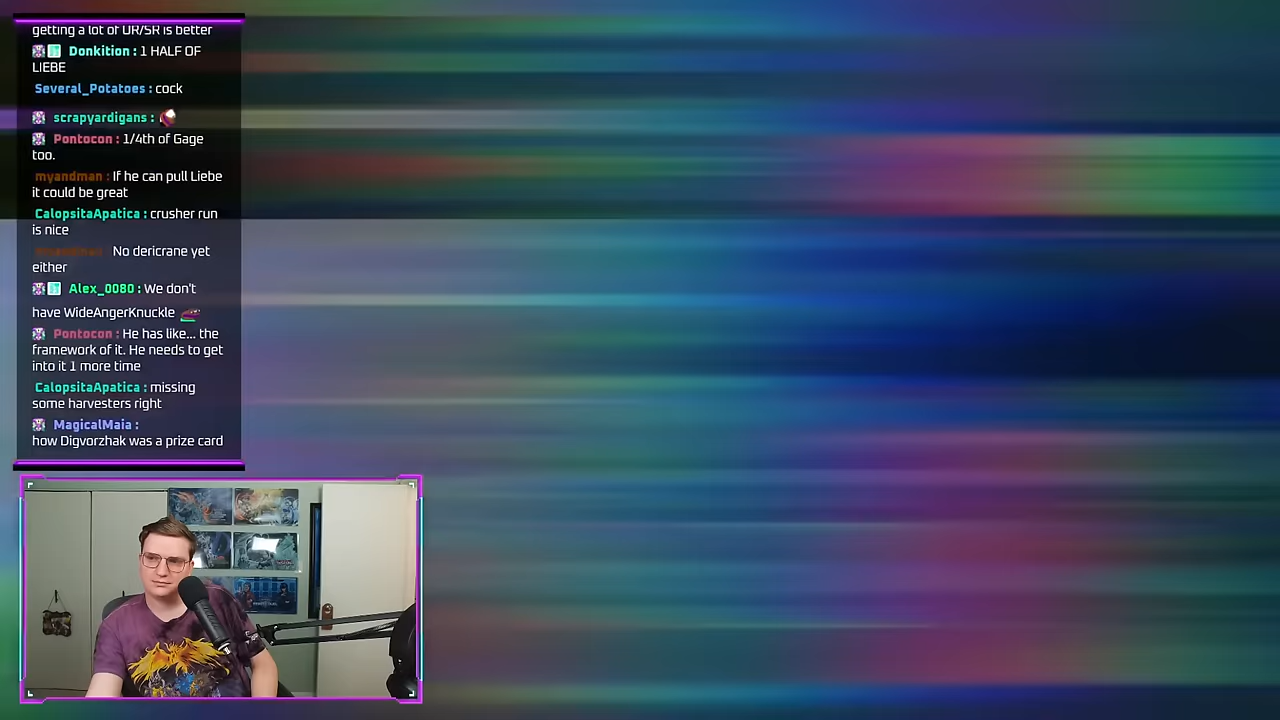 getting a lot of UR/SR is better
Donkition : 1 HALF OF
LIEBE
Several_Potatoes : cock
scrapyardigans :
Pontocon : 1/4th of Gage
too.
myandman : If he can pull Liebe
it could be great
CalopsitaApatica : crusher run
is nice
myandman : No dericrane yet
either
Alex_0080 : We don't
have WideAngerKnuckle
Pontocon : He has like... the
framework of it. He needs to get
into it 1 more time
CalopsitaApatica : missing
some harvesters right
MagicalMaia :
how Digvorzhak was a prize card